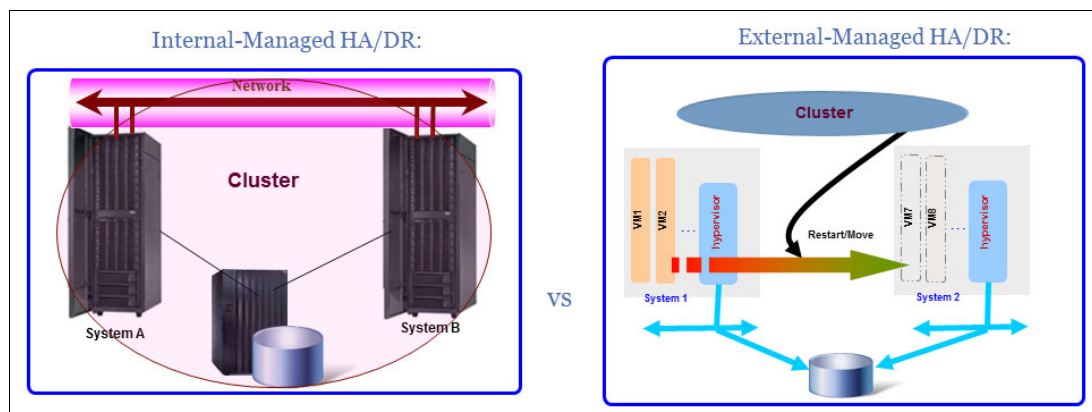 Internal-Managed HA/DR:
Network
Cluster
System A
System B
vs
External-Managed HA/DR:
Cluster
VM1
VM2
...
hypervisor
Restart/Move
VM7
VM8
...
hypervisor
System 1
System 2